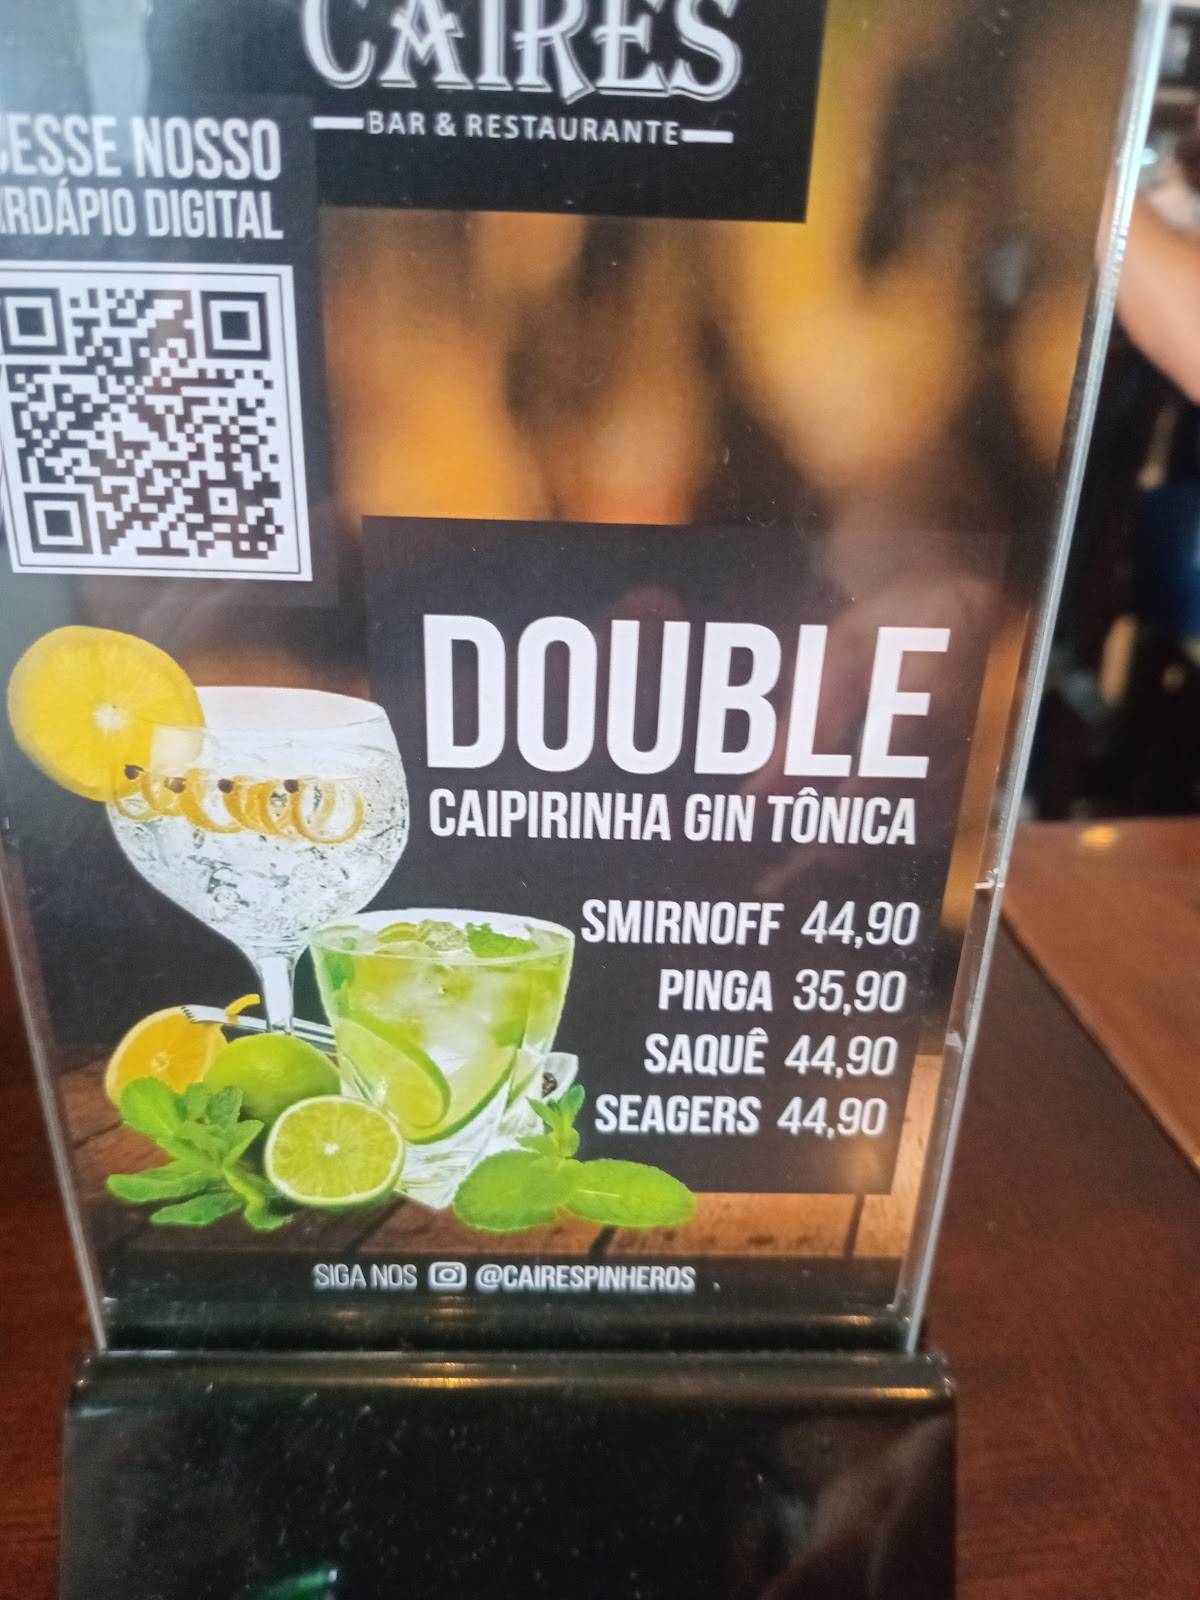 CAIRES
BAR & RESTAURANTE
CESSE NOSSO
RDÁPIO DIGITAL
DOUBLE
CAIPIRINHA GIN TÔNICA
SMIRNOFF 44,90
PINGA 35,90
SAQUÊ 44,90
SEAGERS 44,90
SIGA NOS @CAIRESPINHEROS